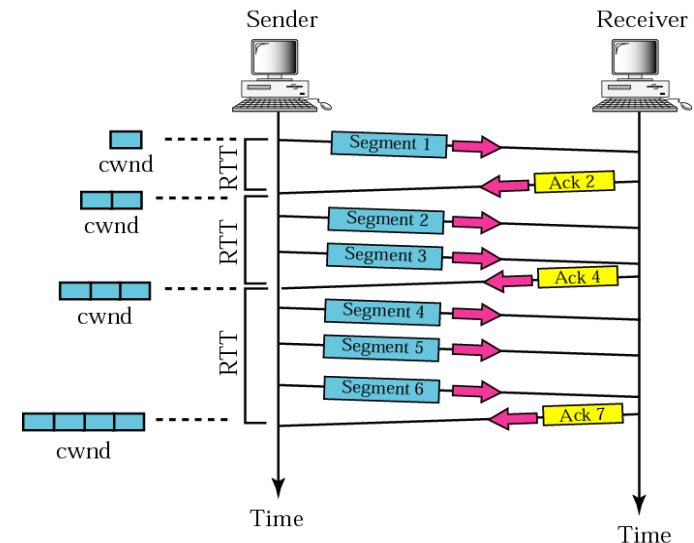 Sender
Receiver
cwnd
RTT
Segment 1
Ack 2
cwnd
RTT
Segment 2
Segment 3
Ack 4
cwnd
RTT
Segment 4
Segment 5
Segment 6
Ack 7
cwnd
Time
Time